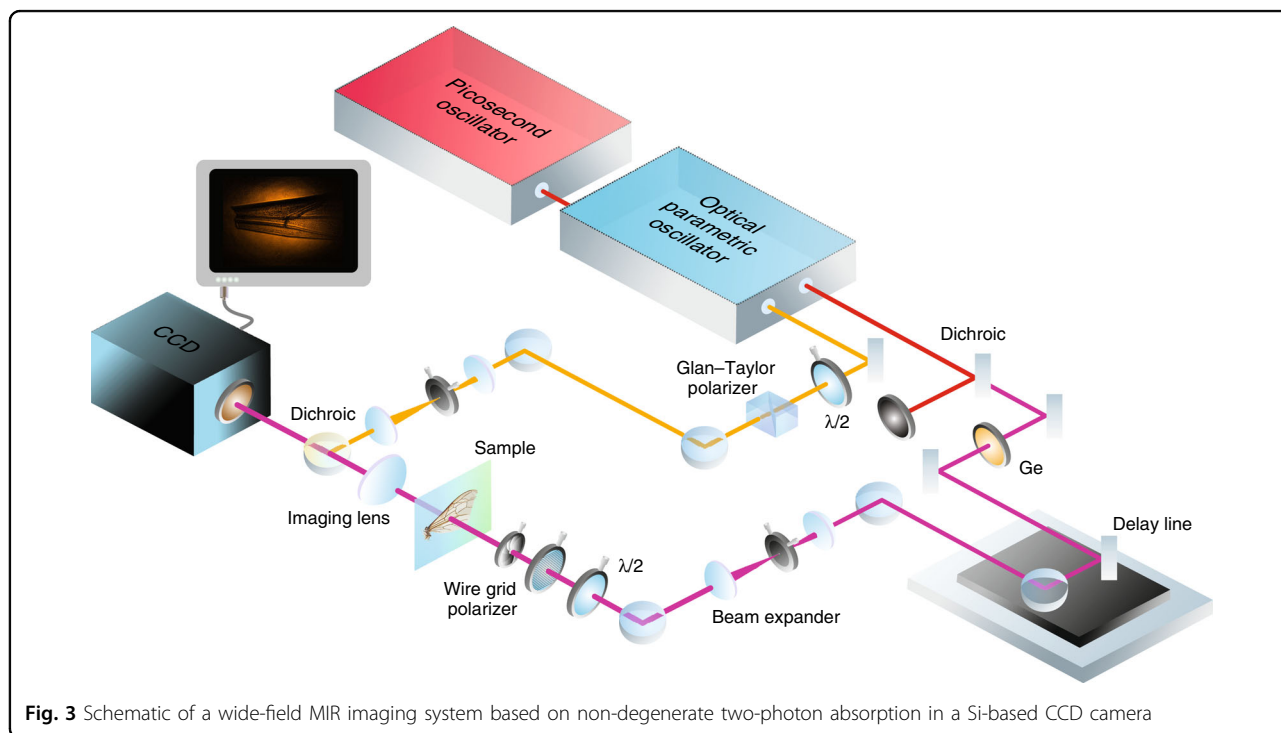 Picosecond
oscillator
Optical
parametric
oscillator
CCD
Dichroic
Glan–Taylor
polarizer
λ/2
Dichroic
Ge
Sample
Imaging lens
Delay line
λ/2
Wire grid
polarizer
Beam expander
Fig. 3 Schematic of a wide-field MIR imaging system based on non-degenerate two-photon absorption in a Si-based CCD camera